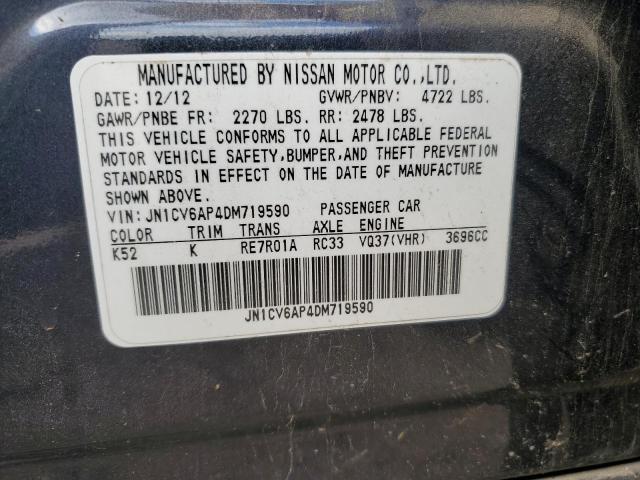 MANUFACTURED BY NISSAN MOTOR CO.,LTD.
DATE: 12/12 GVWR/PNBV: 4722 LBS.
GAWR/PNBE FR: 2270 LBS. RR: 2478 LBS.
THIS VEHICLE CONFORMS TO ALL APPLICABLE FEDERAL
MOTOR VEHICLE SAFETY,BUMPER,AND THEFT PREVENTION
STANDARDS IN EFFECT ON THE DATE OF MANUFACTURE
SHOWN ABOVE.
VIN: JN1CV6AP4DM719590 PASSENGER CAR
COLOR TRIM TRANS AXLE ENGINE
K52 K RE7R01A RC33 VQ37(VHR) 3696CC
JN1CV6AP4DM719590